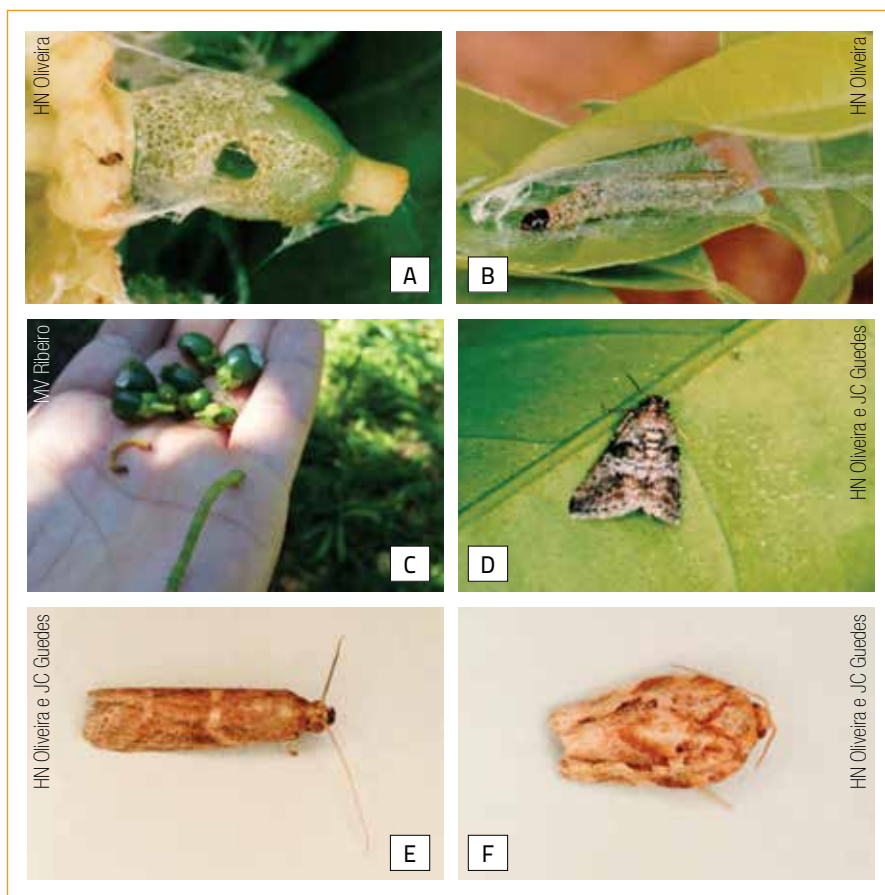 HN Oliveira
HN Oliveira
A
B
MV Ribeiro
HN Oliveira e JC Guedes
C
D
HN Oliveira e JC Guedes
HN Oliveira e JC Guedes
E
F